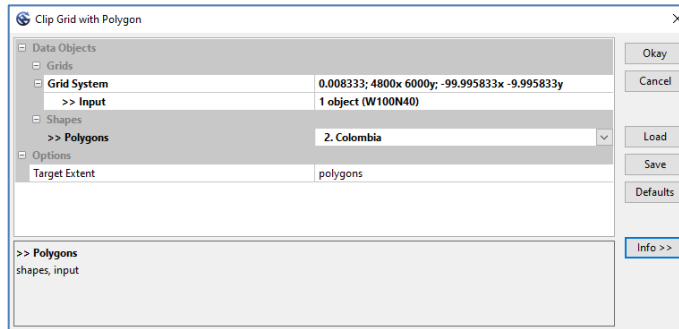 Clip Grid with Polygon
Data Objects
Okay
Grids
Grid System 0.008333; 4800x 6000y; -99.995833x -9.995833y
Cancel
>> Input 1 object (W100N40)
Shapes
>> Polygons 2. Colombia
Load
Options
Save
Target Extent polygons
Defaults
>> Polygons
Info >>
shapes, input